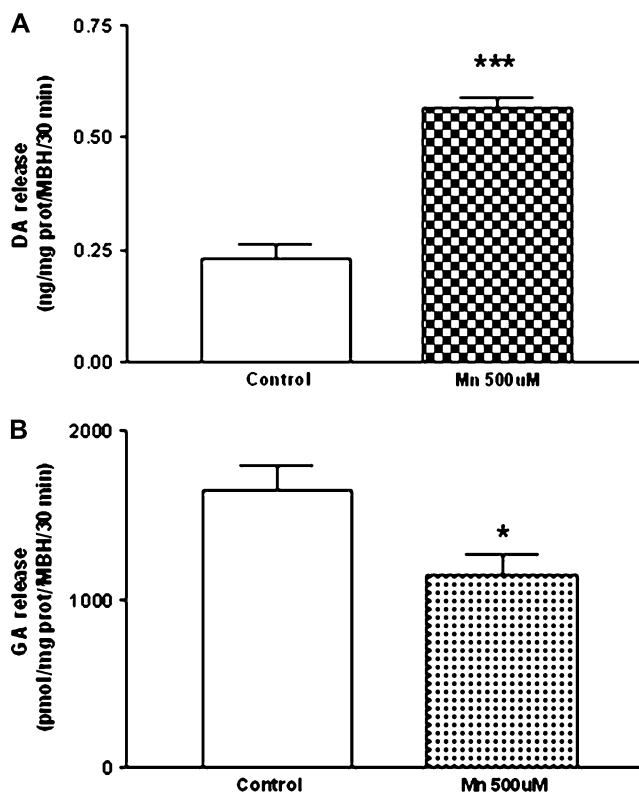 A
DA release
(ng/mg prot/MBH/30 min)
0.75
0.50
0.25
0.00
***
Control
Mn 500uM
B
GA release
(pmol/mg prot/MBH/30 min)
2000
1000
0
*
Control
Mn 500uM